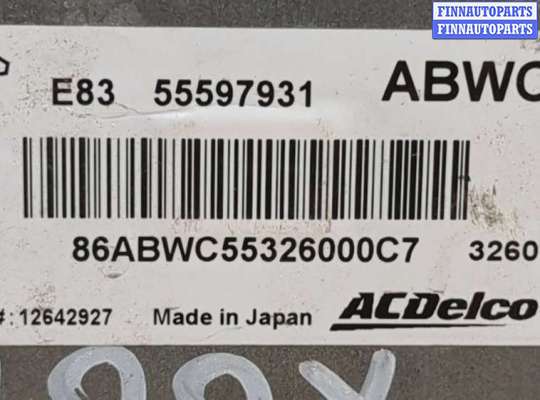 FINNAUTOPARTS
FINNAUTOPARTS
E83 55597931 ABWC
86ABWC55326000C7 3260
#: 12642927 Made in Japan ACDelco